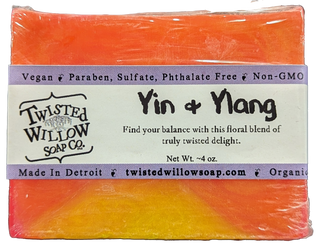 Vegan ❦ Paraben, Sulfate, Phthalate Free ❦ Non-GMO
TWISTED
WILLOW
SOAP CO.
Yin & Ylang
Find your balance with this floral blend of
truly twisted delight.
Net Wt. ~4 oz.
Made In Detroit ❦ twistedwillowsoap.com ❦ Organic